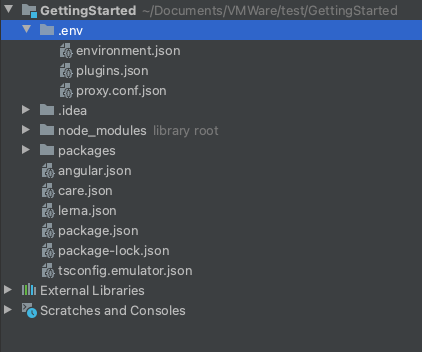 GettingStarted ~/Documents/VMWare/test/GettingStarted
.env
environment.json
plugins.json
proxy.conf.json
.idea
node_modules library root
packages
angular.json
care.json
lerna.json
package.json
package-lock.json
tsconfig.emulator.json
External Libraries
Scratches and Consoles